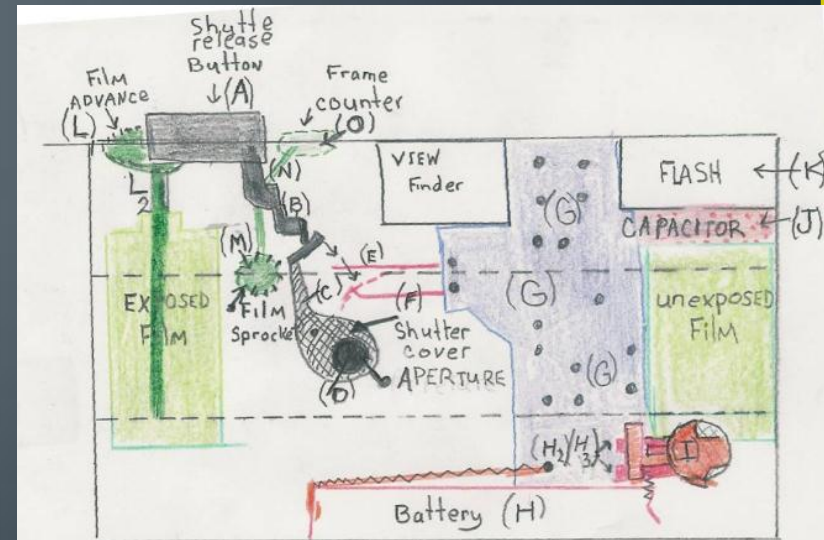 Shutte
release
Button
(A)
Film
ADVANCE
(L)
Frame
counter
(O)
L
2
(N)
(B)
VIEW
Finder
(G)
FLASH
(K)
CAPACITOR
(J)
(M)
(E)
(C)
(F)
(G)
EXPOSED
Film
Film
Sprocket
Shutter
cover
APERTURE
(D)
unexposed
Film
(G)
(H2)
H
3
I
Battery (H)